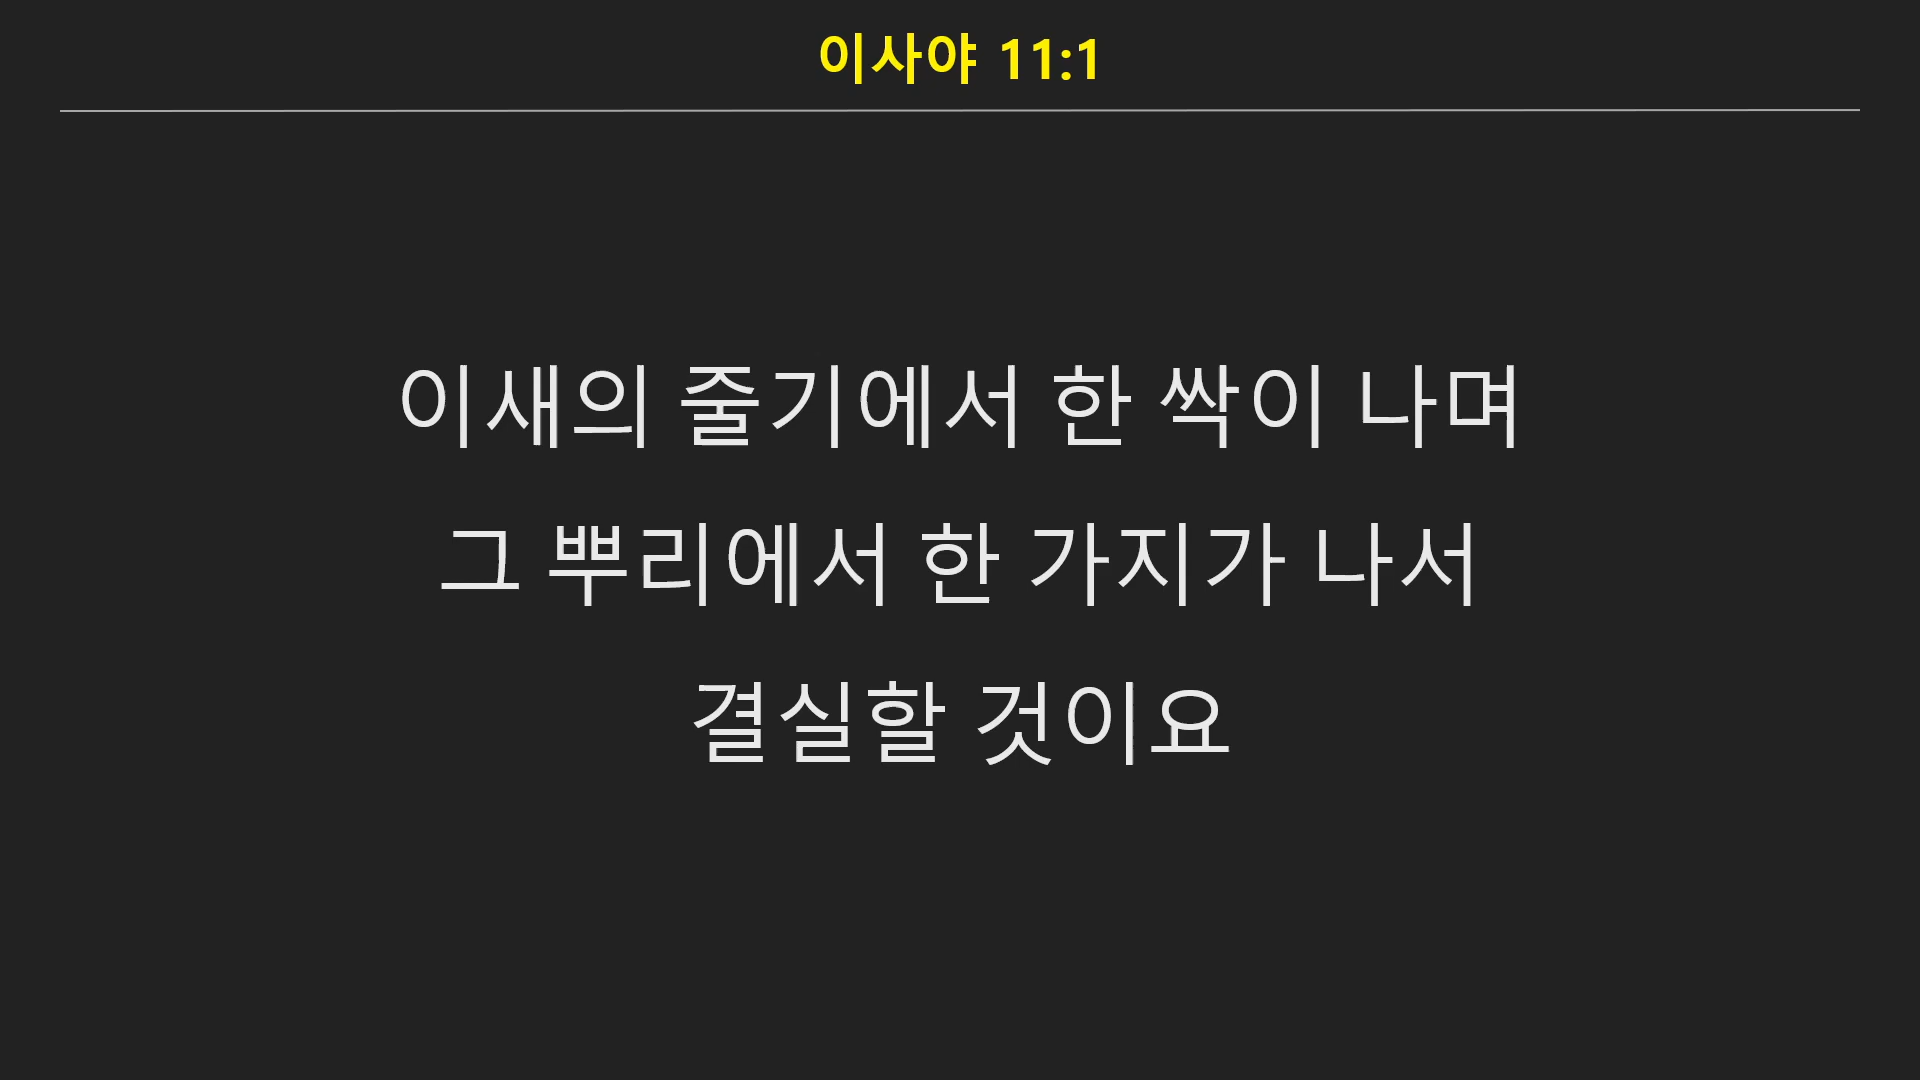 이사야 11:1
이새의 줄기에서 한 싹이 나며
그 뿌리에서 한 가지가 나서
결실할 것이요